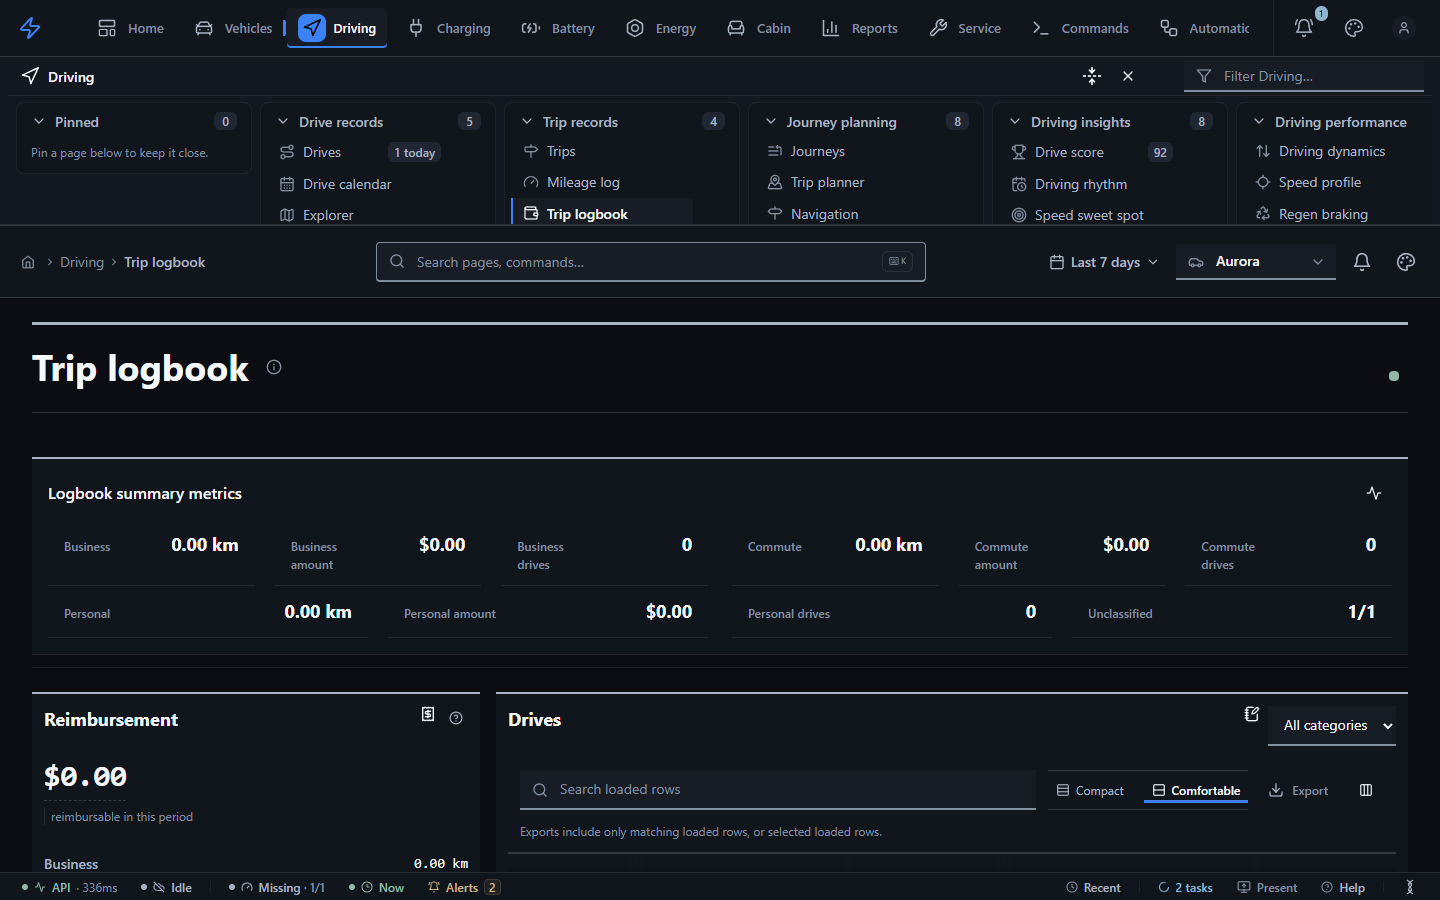 Home Vehicles Driving Charging Battery Energy Cabin Reports Service Commands Automatic 1
Driving Filter Driving...
Pinned 0
Pin a page below to keep it close.
Drive records 5
Drives 1 today
Drive calendar
Explorer
Trip records 4
Trips
Mileage log
Trip logbook
Journey planning 8
Journeys
Trip planner
Navigation
Driving insights 8
Drive score 92
Driving rhythm
Speed sweet spot
Driving performance
Driving dynamics
Speed profile
Regen braking
Driving Trip logbook Search pages, commands... K Last 7 days Aurora
Trip logbook
Logbook summary metrics
Business 0.00 km
Business amount $0.00
Business drives 0
Commute 0.00 km
Commute amount $0.00
Commute drives 0
Personal 0.00 km
Personal amount $0.00
Personal drives 0
Unclassified 1/1
Reimbursement
$0.00
reimbursable in this period
Business 0.00 km
Drives All categories
Search loaded rows Compact Comfortable Export
Exports include only matching loaded rows, or selected loaded rows.
API · 336ms Idle Missing · 1/1 Now Alerts 2 Recent 2 tasks Present Help